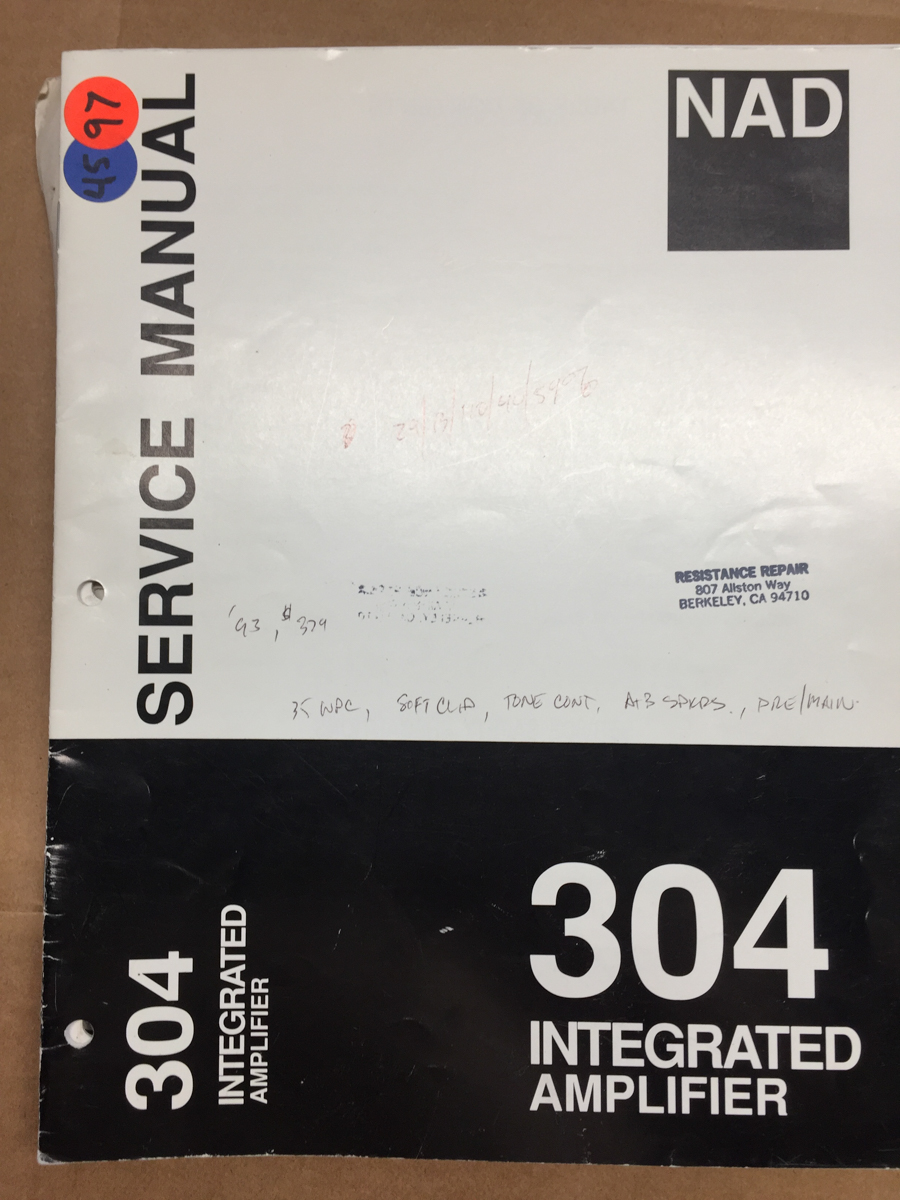 97
45
SERVICE MANUAL
NAD
RESISTANCE REPAIR
807 Allston Way
BERKELEY, CA 94710
'93, $379
35 WPC, SOFT CLIP, TONE CONT, A+B SPKRS., PRE/MAIN
304
INTEGRATED
AMPLIFIER
304
INTEGRATED
AMPLIFIER